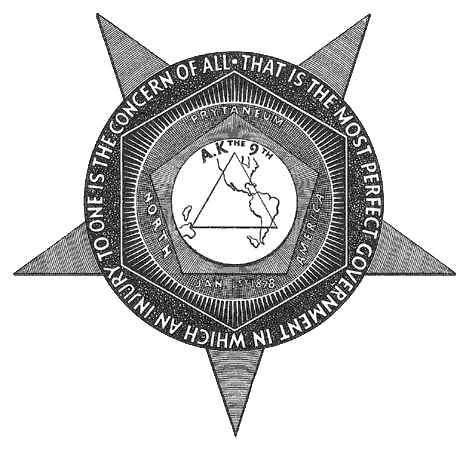 THAT IS THE MOST PERFECT GOVERNMENT IN WHICH AN INJURY TO ONE IS THE CONCERN OF ALL •
PRYTANEUM
A.K THE 9TH
NORTH
AMERICA
JAN. 1ST 1878